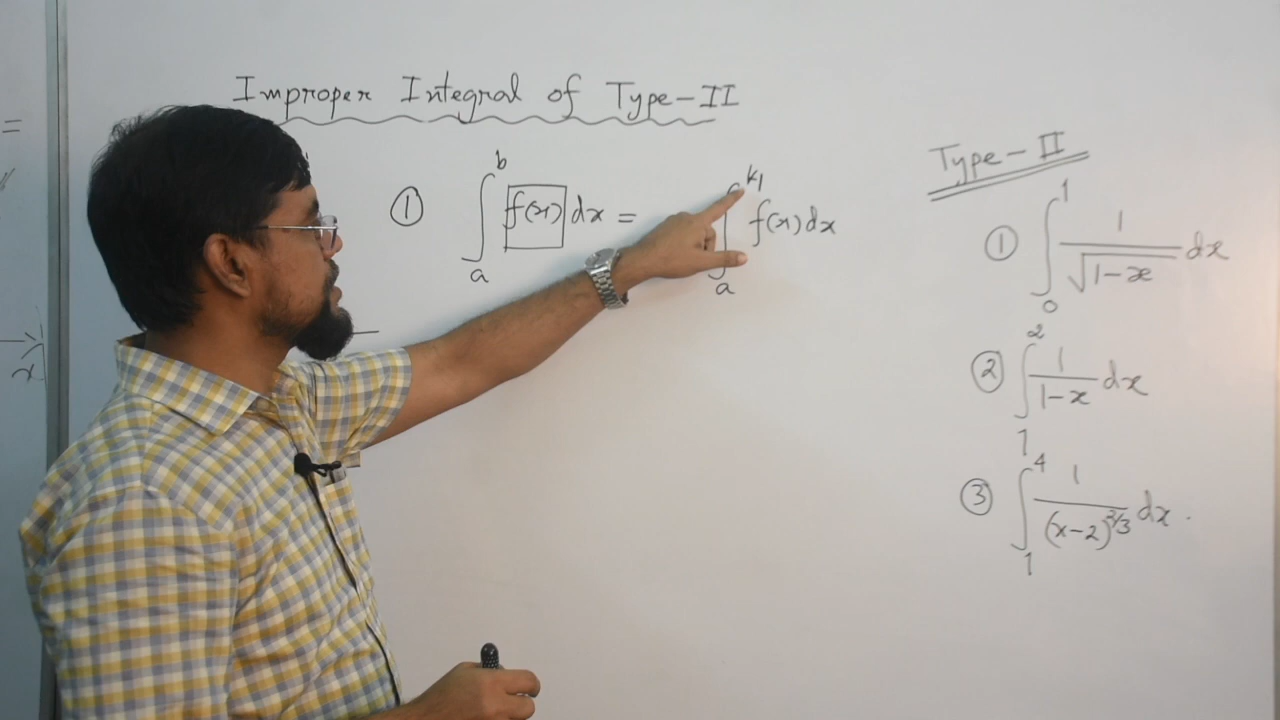 Improper Integral of Type-II
① ∫_a^b f(x) dx = ∫_a^k₁ f(x) dx
Type-II
① ∫_0^1 1/√(1-x) dx
② ∫_1^2 1/(1-x) dx
③ ∫_1^4 1/(x-2)^(2/3) dx.